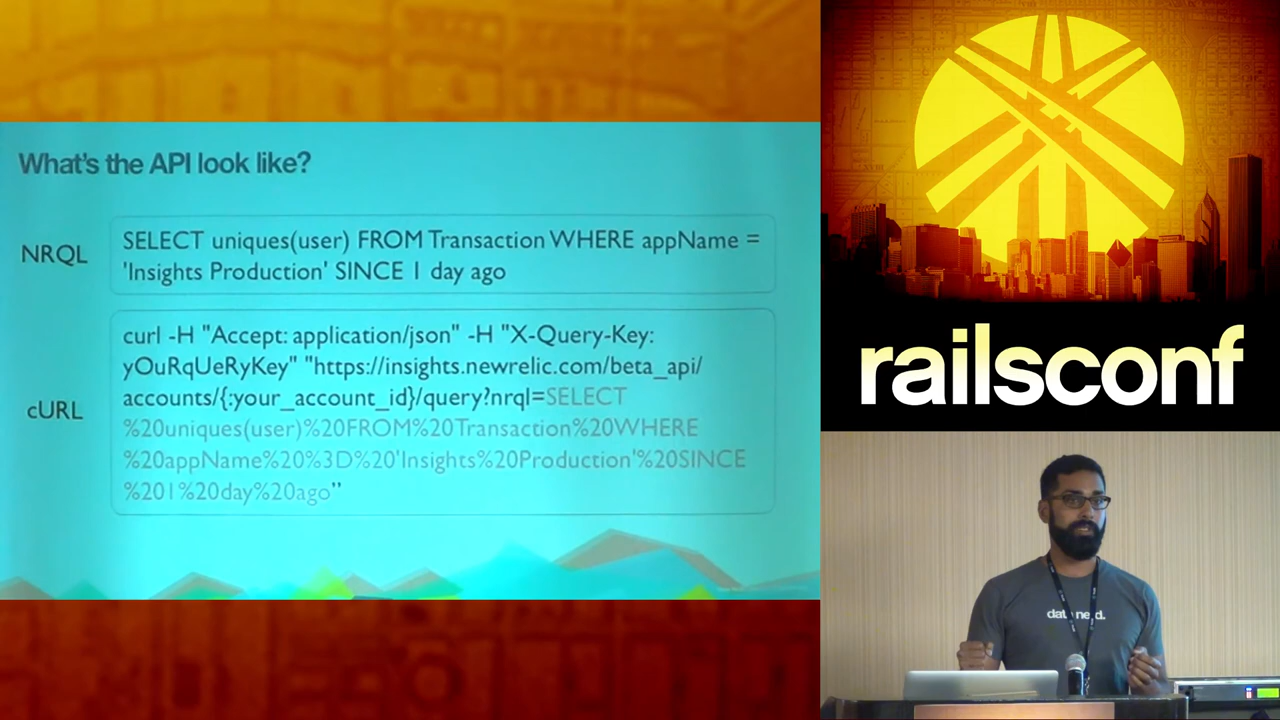 What's the API look like?
NRQL
SELECT uniques(user) FROM Transaction WHERE appName =
'Insights Production' SINCE 1 day ago
cURL
curl -H "Accept: application/json" -H "X-Query-Key:
yOuRqUeRyKey" "https://insights.newrelic.com/beta_api/
accounts/{:your_account_id}/query?nrql=SELECT
%20uniques(user)%20FROM%20Transaction%20WHERE
%20appName%20%3D%20'Insights%20Production'%20SINCE
%201%20day%20ago”
railsconf
data nerd.